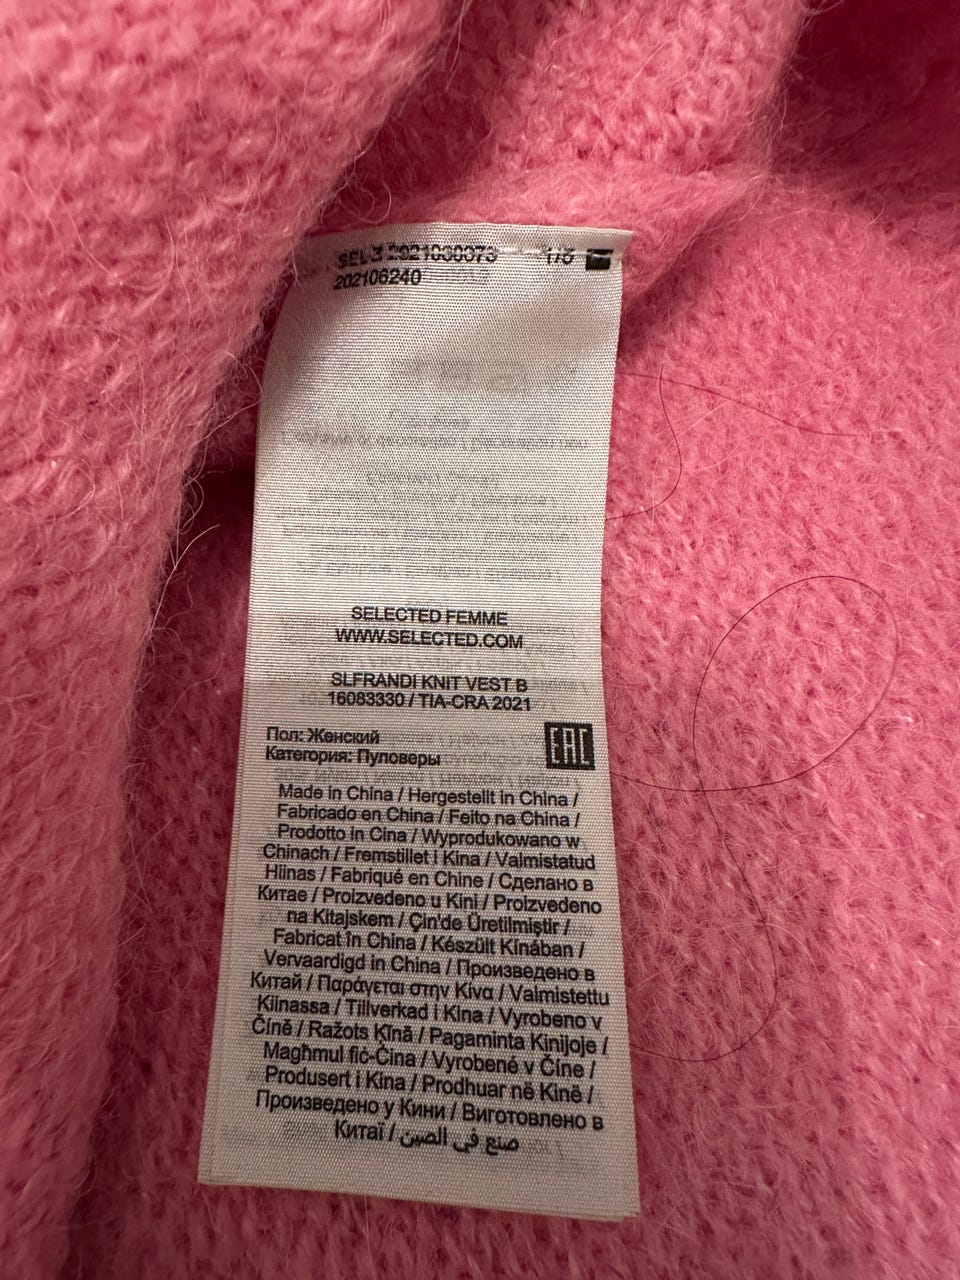 202106240
SELECTED FEMME
WWW.SELECTED.COM
SLFRANDI KNIT VEST B
16083330 / TIA-CRA 2021
Пол: Женский
Категория: Пуловеры
EAC
Made in China / Hergestellt in China /
Fabricado en China / Feito na China /
Prodotto in Cina / Wyprodukowano w
Chinach / Fremstillet i Kina / Valmistatud
Hiinas / Fabriqué en Chine / Сделано в
Китае / Proizvedeno u Kini / Proizvedeno
na Kitajskem / Çin'de Üretilmiştir /
Fabricat în China / Készült Kínában /
Vervaardigd in China / Произведено в
Китай / Παράγεται στην Κίνα / Valmistettu
Kiinassa / Tillverkad i Kina / Vyrobeno v
Číně / Ražots Ķīnā / Pagaminta Kinijoje /
Magħmul fiċ-Ċina / Vyrobené v Číne /
Produsert i Kina / Prodhuar në Kinë /
Произведено у Кини / Виготовлено в
Китаї / صنع في الصين